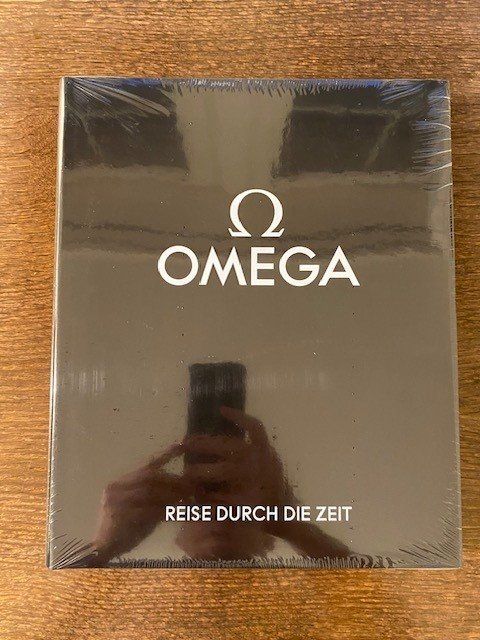 Ω
OMEGA
REISE DURCH DIE ZEIT